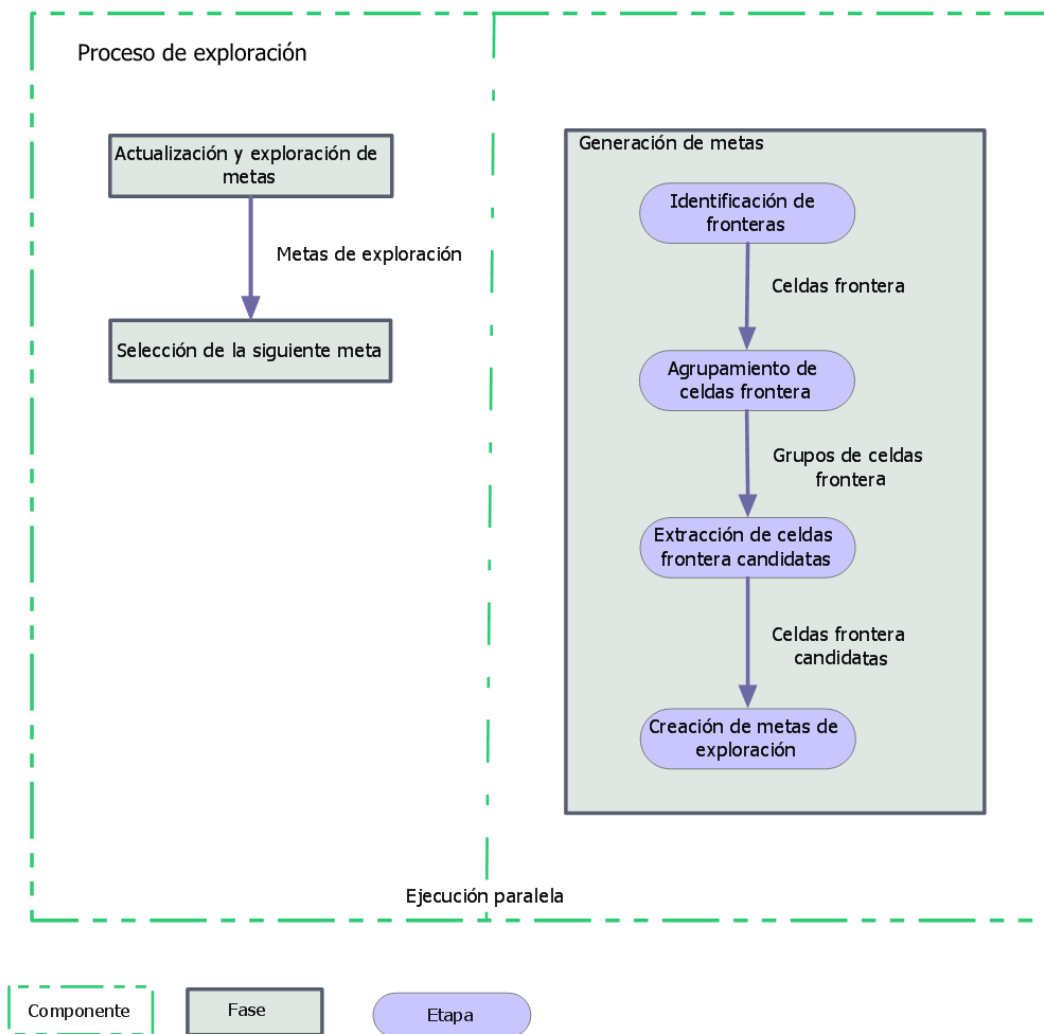 Proceso de exploración
Actualización y exploración de
metas
Metas de exploración
Selección de la siguiente meta
Generación de metas
Identificación de
fronteras
Celdas frontera
Agrupamiento de
celdas frontera
Grupos de celdas
frontera
Extracción de celdas
frontera candidatas
Celdas frontera
candidatas
Creación de metas de
exploración
Ejecución paralela
Componente
Fase
Etapa